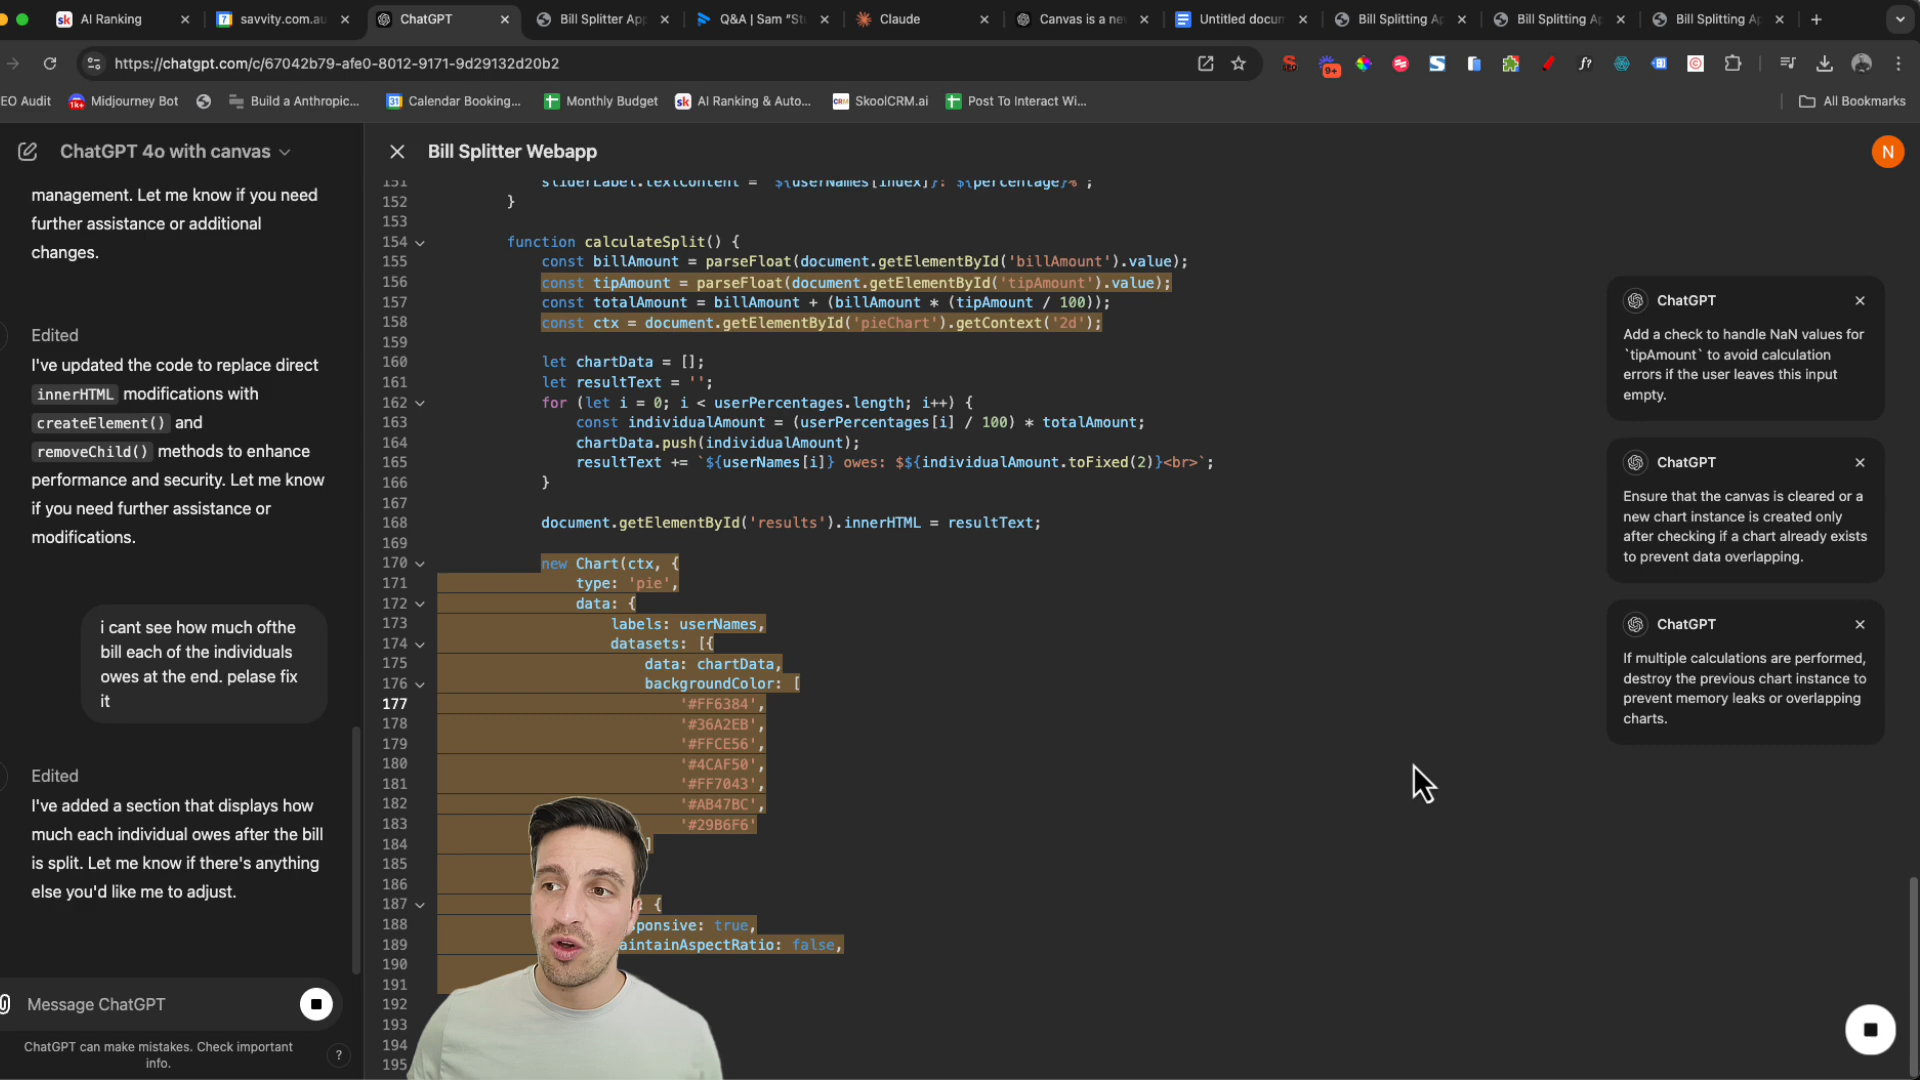 AI Ranking
savvity.com.au
ChatGPT
Bill Splitter App
Q&A | Sam "St
Claude
Canvas is a ne
Untitled docum
Bill Splitting Ap
Bill Splitting Ap
Bill Splitting Ap
https://chatgpt.com/c/67042b79-afe0-8012-9171-9d29132d20b2
9+
f?
EO Audit
Midjourney Bot
Build a Anthropic...
Calendar Booking...
Monthly Budget
AI Ranking & Auto...
SkoolCRM.ai
Post To Interact Wi...
All Bookmarks
ChatGPT 4o with canvas
Bill Splitter Webapp
N
management. Let me know if you need
further assistance or additional
changes.
Edited
I've updated the code to replace direct
innerHTML modifications with
createElement() and
removeChild() methods to enhance
performance and security. Let me know
if you need further assistance or
modifications.
i cant see how much ofthe
bill each of the individuals
owes at the end. pelase fix
it
Edited
I've added a section that displays how
much each individual owes after the bill
is split. Let me know if there's anything
else you'd like me to adjust.
Message ChatGPT
ChatGPT can make mistakes. Check important
info.
?
151 sliderLabel.textContent = `${userNames[index]}: ${percentage}%`;
152 }
153
154 function calculateSplit() {
155 const billAmount = parseFloat(document.getElementById('billAmount').value);
156 const tipAmount = parseFloat(document.getElementById('tipAmount').value);
157 const totalAmount = billAmount + (billAmount * (tipAmount / 100));
158 const ctx = document.getElementById('pieChart').getContext('2d');
159
160 let chartData = [];
161 let resultText = '';
162 for (let i = 0; i < userPercentages.length; i++) {
163 const individualAmount = (userPercentages[i] / 100) * totalAmount;
164 chartData.push(individualAmount);
165 resultText += `${userNames[i]} owes: $${individualAmount.toFixed(2)}<br>`;
166 }
167
168 document.getElementById('results').innerHTML = resultText;
169
170 new Chart(ctx, {
171 type: 'pie',
172 data: {
173 labels: userNames,
174 datasets: [{
175 data: chartData,
176 backgroundColor: [
177 '#FF6384',
178 '#36A2EB',
179 '#FFCE56',
180 '#4CAF50',
181 '#FF7043',
182 '#AB47BC',
183 '#29B6F6'
184 ]
185
186
187 {
188 sponsive: true,
189 aintainAspectRatio: false,
190
191
192
193
194
195
ChatGPT
Add a check to handle NaN values for
`tipAmount` to avoid calculation
errors if the user leaves this input
empty.
ChatGPT
Ensure that the canvas is cleared or a
new chart instance is created only
after checking if a chart already exists
to prevent data overlapping.
ChatGPT
If multiple calculations are performed,
destroy the previous chart instance to
prevent memory leaks or overlapping
charts.